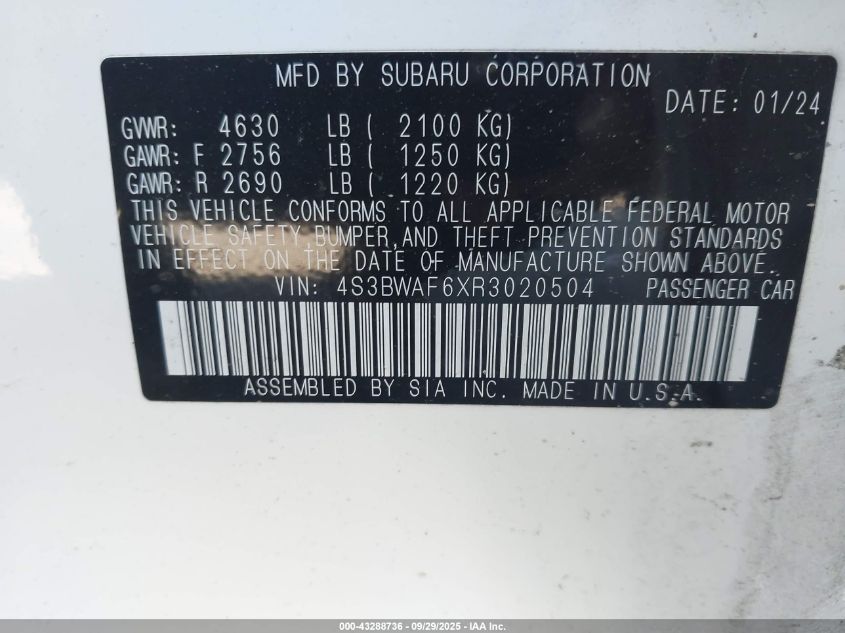 MFD BY SUBARU CORPORATION
DATE: 01/24
GVWR: 4630 LB ( 2100 KG)
GAWR: F 2756 LB ( 1250 KG)
GAWR: R 2690 LB ( 1220 KG)
THIS VEHICLE CONFORMS TO ALL APPLICABLE FEDERAL MOTOR
VEHICLE SAFETY,BUMPER,AND THEFT PREVENTION STANDARDS
IN EFFECT ON THE DATE OF MANUFACTURE SHOWN ABOVE.
VIN: 4S3BWAF6XR3020504 PASSENGER CAR
ASSEMBLED BY SIA INC. MADE IN U.S.A.
000-43288736 - 09/29/2025 - IAA Inc.